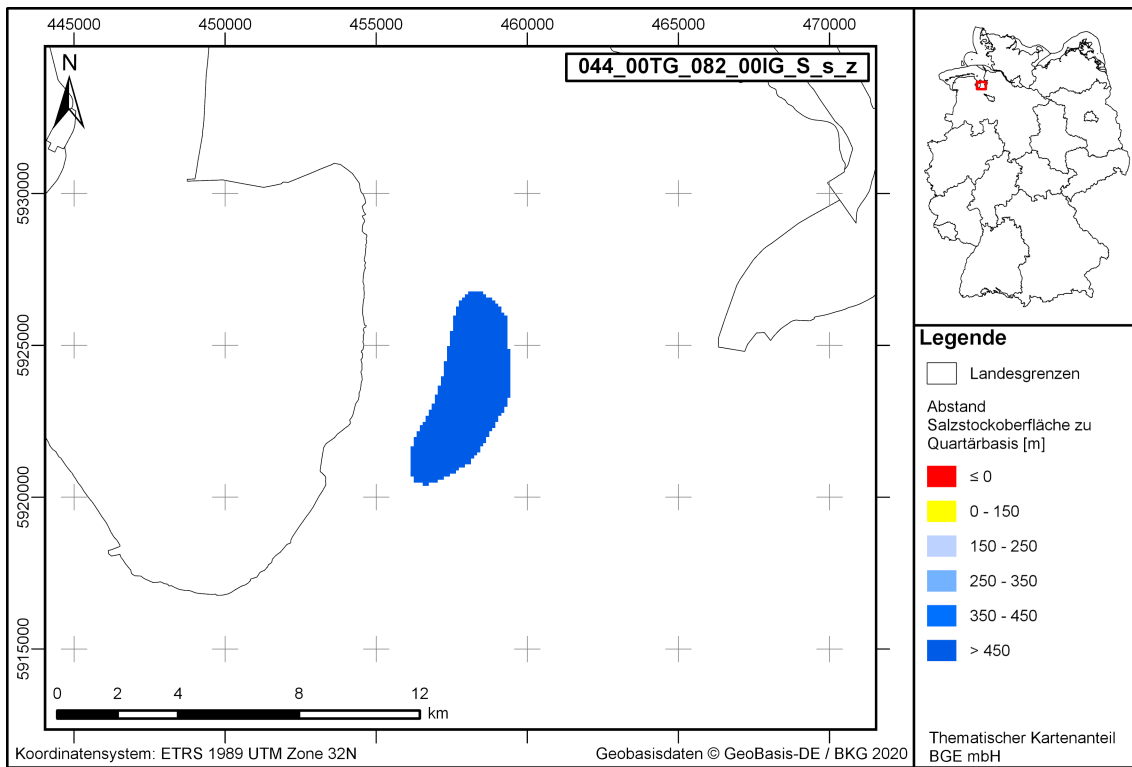 445000 450000 455000 460000 465000 470000
044_00TG_082_00IG_S_s_z
N
5930000
5925000
5920000
5915000
0 2 4 8 12
km
Koordinatensystem: ETRS 1989 UTM Zone 32N
Geobasisdaten © GeoBasis-DE / BKG 2020
Legende
Landesgrenzen
Abstand
Salzstockoberfläche zu
Quartärbasis [m]
≤ 0
0 - 150
150 - 250
250 - 350
350 - 450
> 450
Thematischer Kartenanteil
BGE mbH